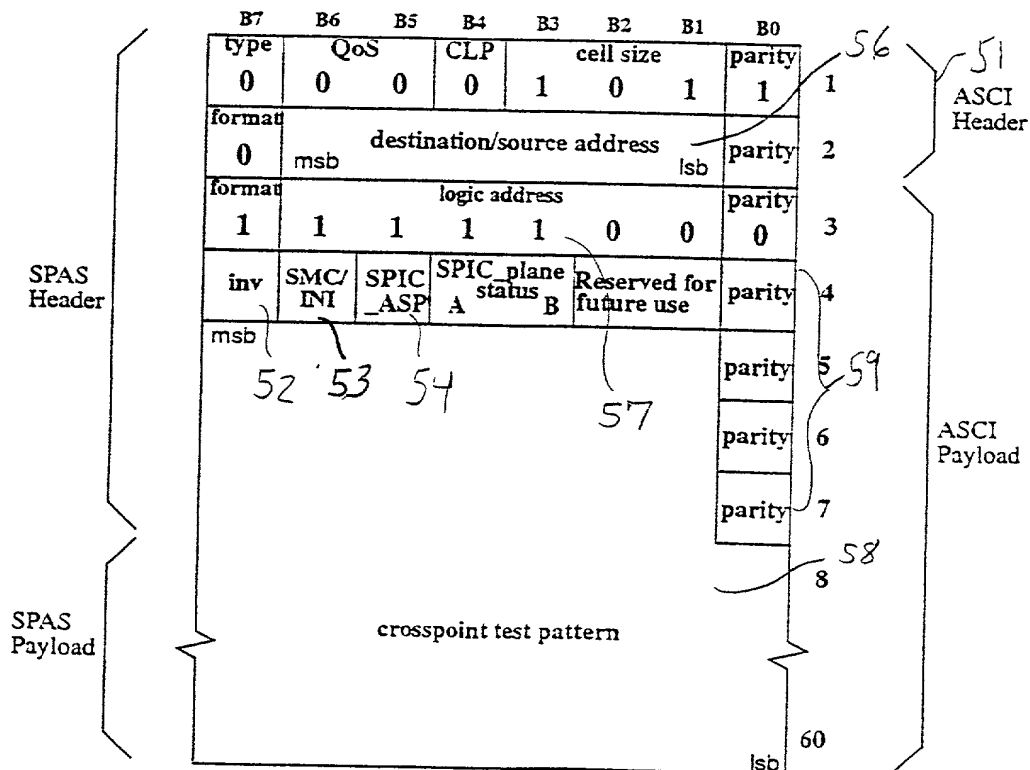 B7 B6 B5 B4 B3 B2 B1 B0
type QoS CLP cell size parity 56
0 0 0 0 1 0 1 1 1
51
ASCI
Header
format
0 msb destination/source address lsb parity 2
format logic address parity
1 1 1 1 1 0 0 0 3
SPAS
Header
inv SMC/
INI SPIC
_ASP SPIC_plane
status
A B Reserved for
future use parity 4
msb
52 53 54 57 parity 5 59
parity 6
ASCI
Payload
parity 7
58
8
SPAS
Payload
crosspoint test pattern
60
lsb